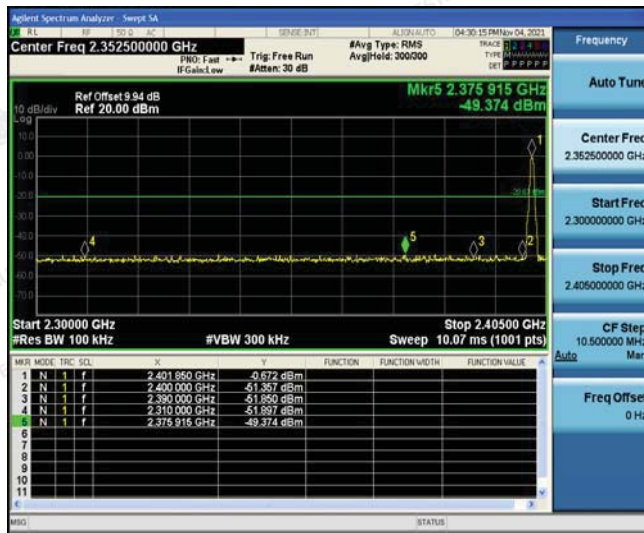 Agilent Spectrum Analyzer - Swept SA
RL RF 50 Ω AC SENSE:INT ALIGN AUTO 04:30:15 PM Nov 04, 2021
Center Freq 2.352500000 GHz
PNO: Fast
IFGain:Low
Trig: Free Run
#Atten: 30 dB
#Avg Type: RMS
Avg|Hold: 300/300
TRACE 1 2 3 4 5 6
TYPE
DET P P P P P P
Ref Offset 9.94 dB
Ref 20.00 dBm
10 dB/div
Log
Mkr5 2.375 915 GHz
-49.374 dBm
10.0
0.00
-10.0
-20.0
-30.0
-40.0
-50.0
-60.0
-70.0
1
2
3
4
5
Start 2.30000 GHz
Stop 2.40500 GHz
#Res BW 100 kHz #VBW 300 kHz Sweep 10.07 ms (1001 pts)
MKR MODE TRC SCL X Y FUNCTION FUNCTION WIDTH FUNCTION VALUE
1 N 1 f 2.401 850 GHz -0.672 dBm
2 N 1 f 2.400 000 GHz -51.357 dBm
3 N 1 f 2.390 000 GHz -51.850 dBm
4 N 1 f 2.310 000 GHz -51.897 dBm
5 N 1 f 2.375 915 GHz -49.374 dBm
6
7
8
9
10
11
MSG STATUS
Frequency
Auto Tune
Center Freq
2.352500000 GHz
Start Freq
2.300000000 GHz
Stop Freq
2.405000000 GHz
CF Step
10.500000 MHz
Auto Man
Freq Offset
0 Hz